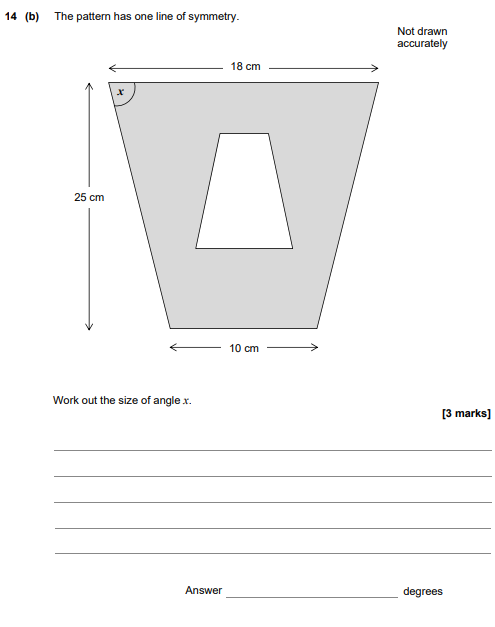 14 (b) The pattern has one line of symmetry.
Not drawn
accurately
18 cm
x
25 cm
10 cm
Work out the size of angle x.
[3 marks]
Answer degrees